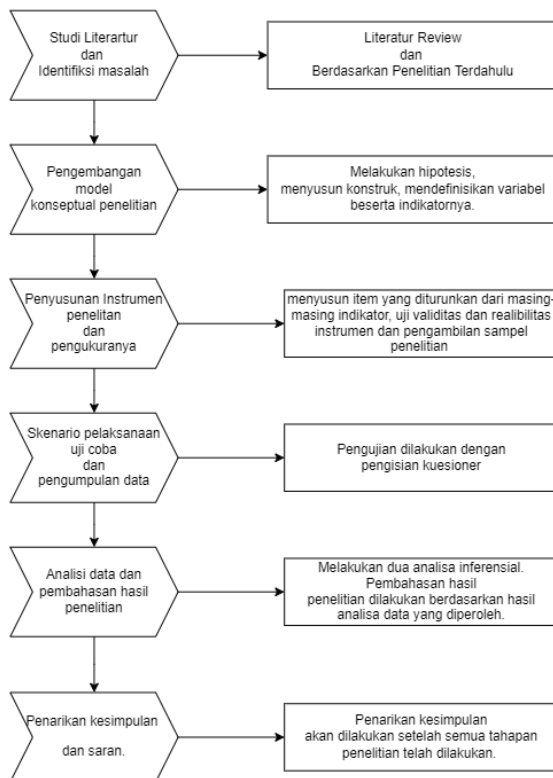 Studi Literartur
dan
Identifiksi masalah
Literatur Review
dan
Berdasarkan Penelitian Terdahulu
Pengembangan
model
konseptual penelitian
Melakukan hipotesis,
menyusun konstruk, mendefinisikan variabel
beserta indikatornya.
Penyusunan Instrumen
penelitan
dan
pengukuranya
menyusun item yang diturunkan dari masing-
masing indikator, uji validitas dan realibilitas
instrumen dan pengambilan sampel
penelitian
Skenario pelaksanaan
uji coba
dan
pengumpulan data
Pengujian dilakukan dengan
pengisian kuesioner
Analisi data dan
pembahasan hasil
penelitian
Melakukan dua analisa inferensial.
Pembahasan hasil
penelitian dilakukan berdasarkan hasil
analisa data yang diperoleh.
Penarikan kesimpulan
dan saran.
Penarikan kesimpulan
akan dilakukan setelah semua tahapan
penelitian telah dilakukan.